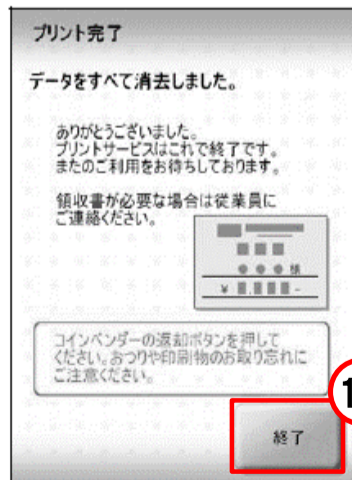 プリント完了
データをすべて消去しました。
ありがとうございました。
プリントサービスはこれで終了です。
またのご利用をお待ちしております。
領収書が必要な場合は従業員に
ご連絡ください。
様
¥ -
コインベンダーの返却ボタンを押して
ください。おつりや印刷物のお取り忘れに
ご注意ください。
1
終了